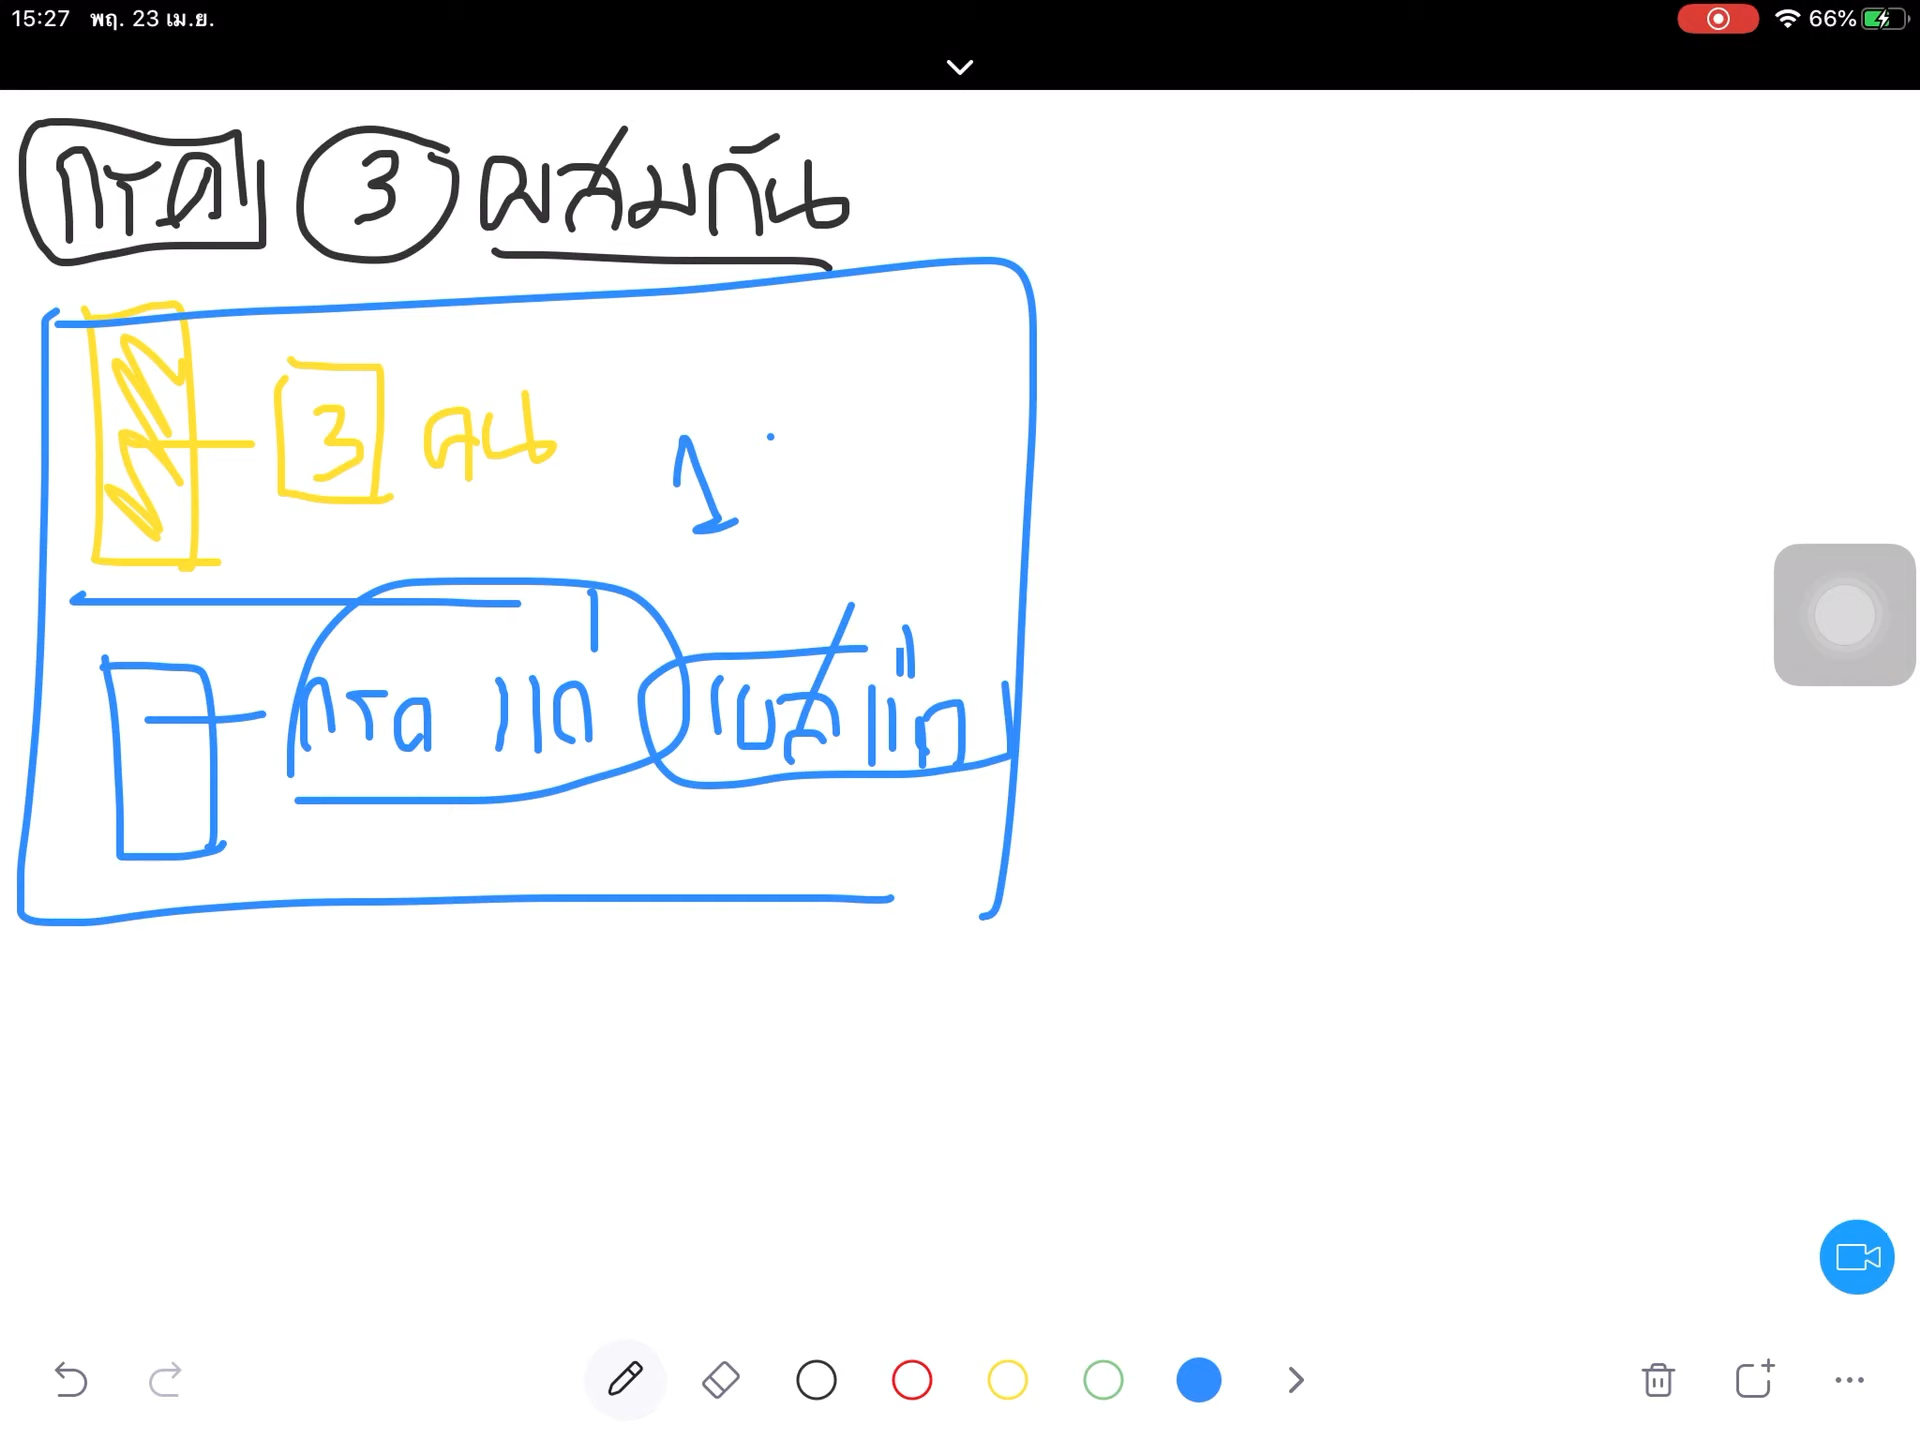 15:27 พฤ. 23 เม.ย. 66%
กรด 3 ผสมกัน
3 คน
1
กรด แก่ เบสแก่